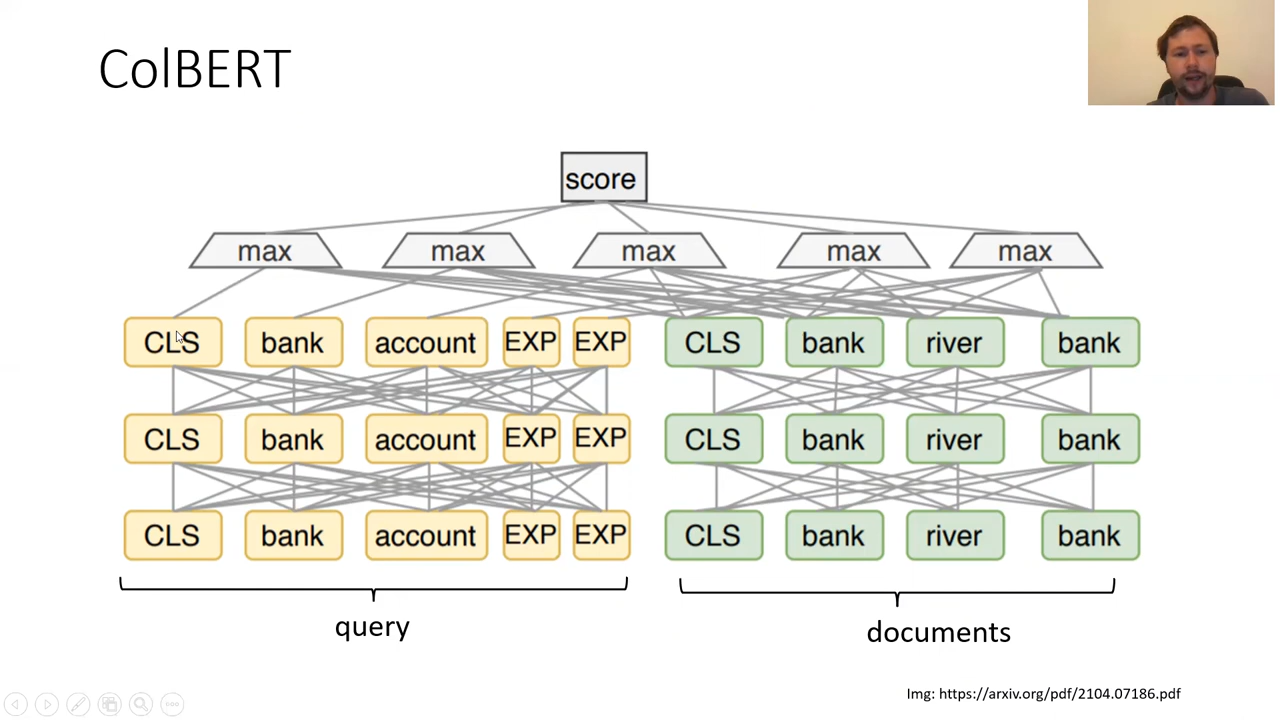 ColBERT
score
max max max max max
CLS bank account EXP EXP CLS bank river bank
CLS bank account EXP EXP CLS bank river bank
CLS bank account EXP EXP CLS bank river bank
query
documents
Img: https://arxiv.org/pdf/2104.07186.pdf